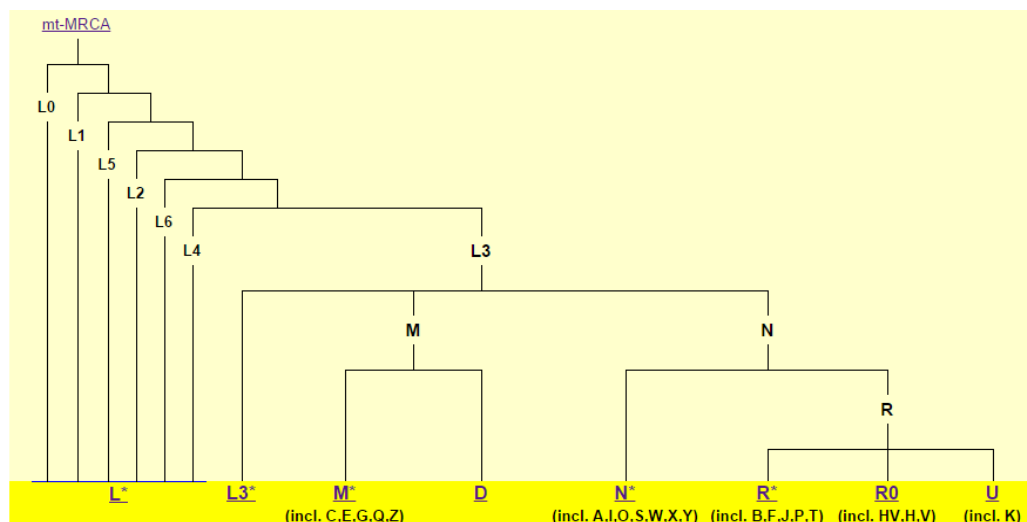 mt-MRCA
L0
L1
L5
L2
L6
L4 L3
M N
R
L* L3* M* D N* R* R0 U
(incl. C,E,G,Q,Z) (incl. A,I,O,S,W,X,Y) (incl. B,F,J,P,T) (incl. HV,H,V) (incl. K)